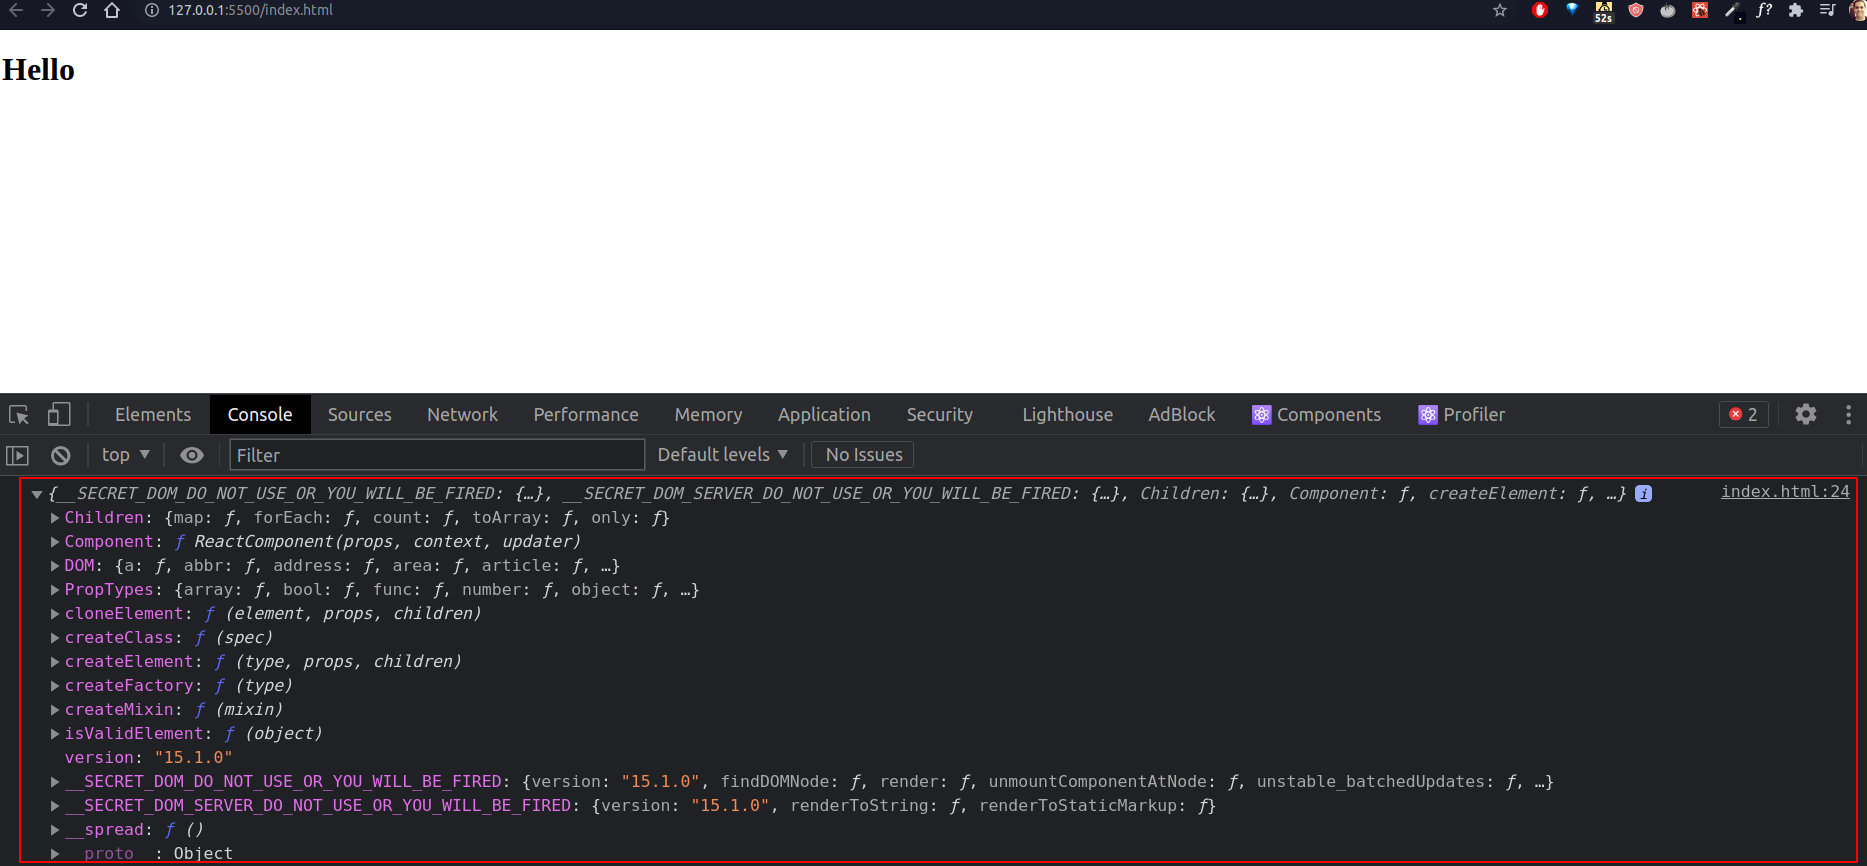 127.0.0.1:5500/index.html
52s
f?
Hello
Elements Console Sources Network Performance Memory Application Security Lighthouse AdBlock Components Profiler 2
top Filter Default levels No Issues
{__SECRET_DOM_DO_NOT_USE_OR_YOU_WILL_BE_FIRED: {…}, __SECRET_DOM_SERVER_DO_NOT_USE_OR_YOU_WILL_BE_FIRED: {…}, Children: {…}, Component: ƒ, createElement: ƒ, …} i index.html:24
Children: {map: ƒ, forEach: ƒ, count: ƒ, toArray: ƒ, only: ƒ}
Component: ƒ ReactComponent(props, context, updater)
DOM: {a: ƒ, abbr: ƒ, address: ƒ, area: ƒ, article: ƒ, …}
PropTypes: {array: ƒ, bool: ƒ, func: ƒ, number: ƒ, object: ƒ, …}
cloneElement: ƒ (element, props, children)
createClass: ƒ (spec)
createElement: ƒ (type, props, children)
createFactory: ƒ (type)
createMixin: ƒ (mixin)
isValidElement: ƒ (object)
version: "15.1.0"
__SECRET_DOM_DO_NOT_USE_OR_YOU_WILL_BE_FIRED: {version: "15.1.0", findDOMNode: ƒ, render: ƒ, unmountComponentAtNode: ƒ, unstable_batchedUpdates: ƒ, …}
__SECRET_DOM_SERVER_DO_NOT_USE_OR_YOU_WILL_BE_FIRED: {version: "15.1.0", renderToString: ƒ, renderToStaticMarkup: ƒ}
__spread: ƒ ()
__proto__: Object